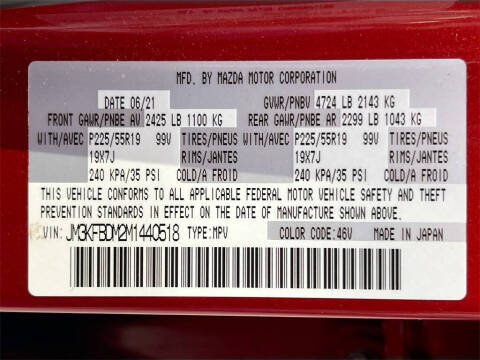 MFD. BY MAZDA MOTOR CORPORATION
DATE 06/21 GVWR/PNBV 4724 LB 2143 KG
FRONT GAWR/PNBE AV 2425 LB 1100 KG REAR GAWR/PNBE AR 2299 LB 1043 KG
WITH/AVEC P225/55R19 99V TIRES/PNEUS WITH/AVEC P225/55R19 99V TIRES/PNEUS
19X7J RIMS/JANTES 19X7J RIMS/JANTES
240 KPA/35 PSI COLD/A FROID 240 KPA/35 PSI COLD/A FROID
THIS VEHICLE CONFORMS TO ALL APPLICABLE FEDERAL MOTOR VEHICLE SAFETY AND THEFT
PREVENTION STANDARDS IN EFFECT ON THE DATE OF MANUFACTURE SHOWN ABOVE.
VIN: JM3KFBDM2M1440518 TYPE:MPV COLOR CODE:46V MADE IN JAPAN